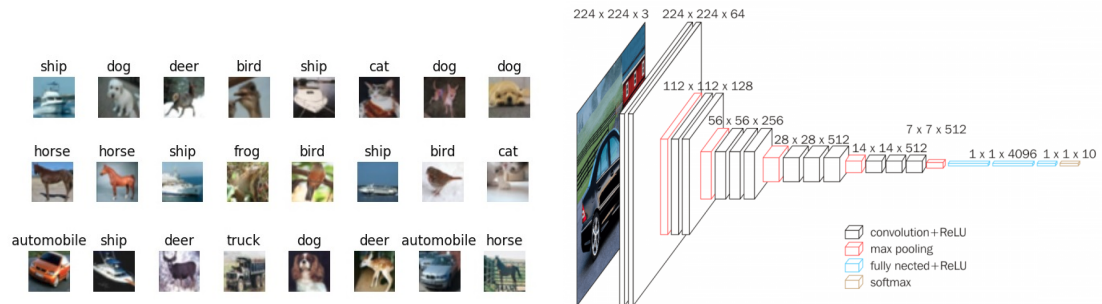 ship dog deer bird ship cat dog dog
horse horse ship frog bird ship bird cat
automobile ship deer truck dog deer automobile horse
224 x 224 x 3 224 x 224 x 64
112 x 112 x 128
56 x 56 x 256
28 x 28 x 512
14 x 14 x 512
7 x 7 x 512
1 x 1 x 4096 1 x 1 x 10
convolution+ReLU
max pooling
fully nected+ReLU
softmax